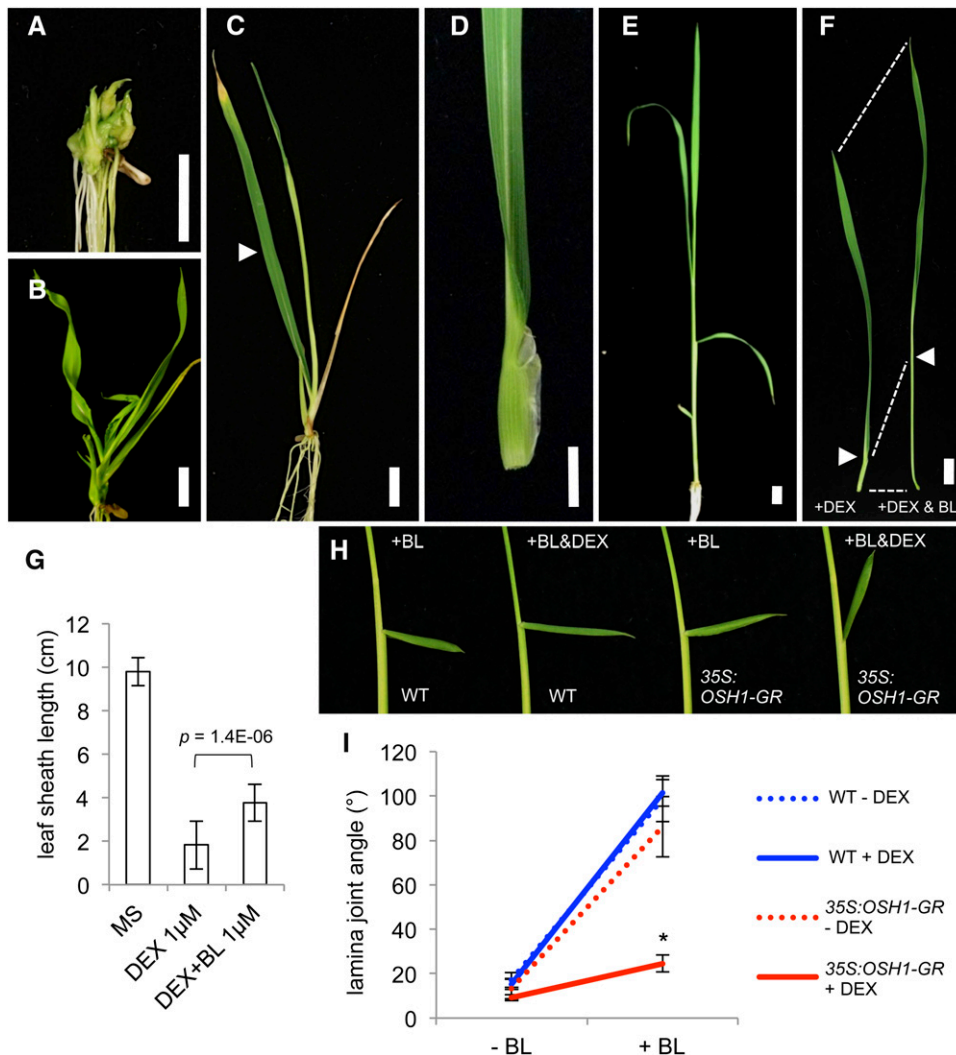 A
B
C
D
E
F
+DEX
+DEX & BL
G
leaf sheath length (cm)
12
10
8
6
4
2
0
p = 1.4E-06
MS
DEX 1µM
DEX+BL 1µM
H
+BL
+BL&DEX
+BL
+BL&DEX
WT
WT
35S:
OSH1-GR
35S:
OSH1-GR
I
lamina joint angle (°)
120
100
80
60
40
20
0
*
- BL
+ BL
WT - DEX
WT + DEX
35S:OSH1-GR
- DEX
35S:OSH1-GR
+ DEX